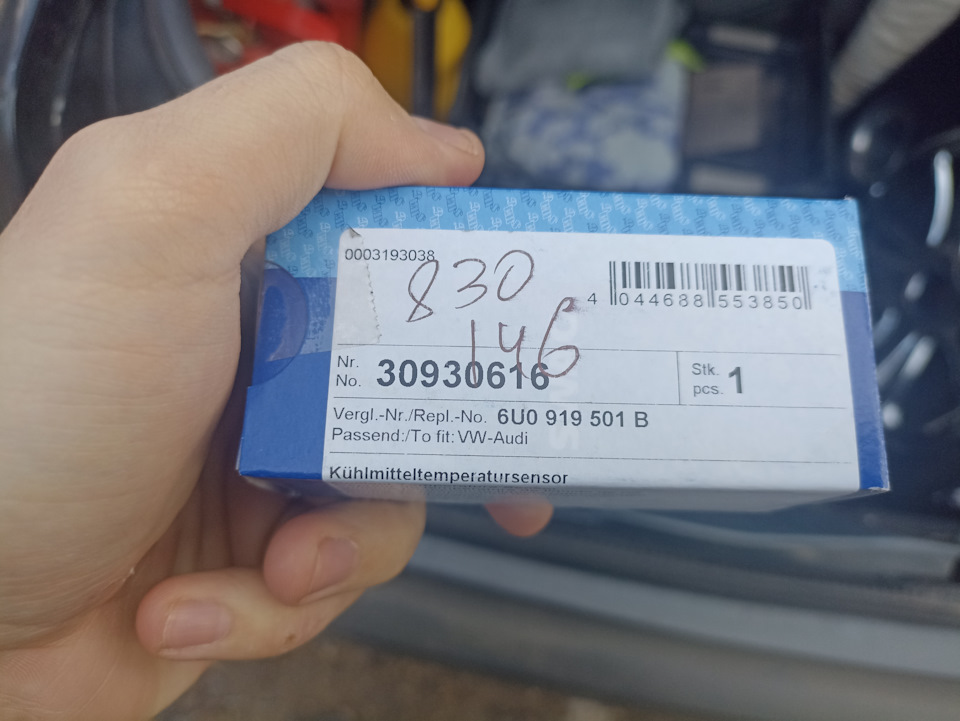 0003193038
830
146
4 044688 553850
Nr.
No. 30930616
Stk.
pcs. 1
Vergl.-Nr./Repl.-No. 6U0 919 501 B
Passend:/To fit: VW-Audi
Kühlmitteltemperatursensor